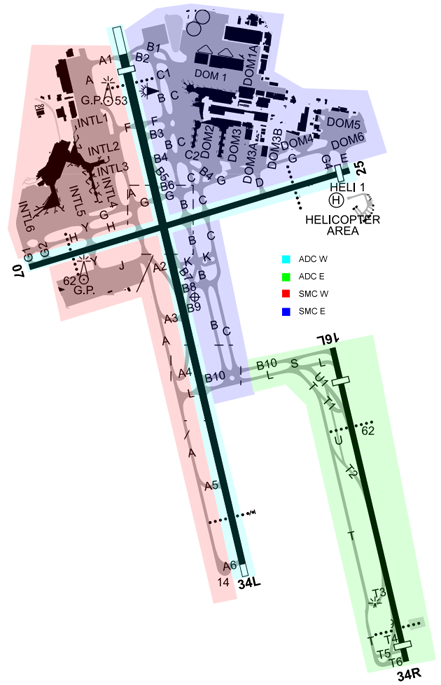 A1
B1
B2
C1
A
G.P.
53
DOM 1
DOM1A
INTL1
F
F
B3
B
C
INTL2
INTL3
INTL4
INTL5
INTL6
B4
B5
B6
C2
B4
C
DOM2
DOM3
DOM3A
DOM3B
DOM4
DOM5
DOM6
G
G4
E
25
D
G
A
G
B
HELI 1
H
HELICOPTER
AREA
Y
H
H
G1
G2
07
62
G.P.
J
A2
K
K
B
C
B7
B8
B9
B
C
ADC W
ADC E
SMC W
SMC E
A3
A
A4
L
B10
B10
L
S
L
16L
U1
T
T1
U
62
T2
A
A5
A6
14
34L
T
T3
T
T4
T5
T6
34R